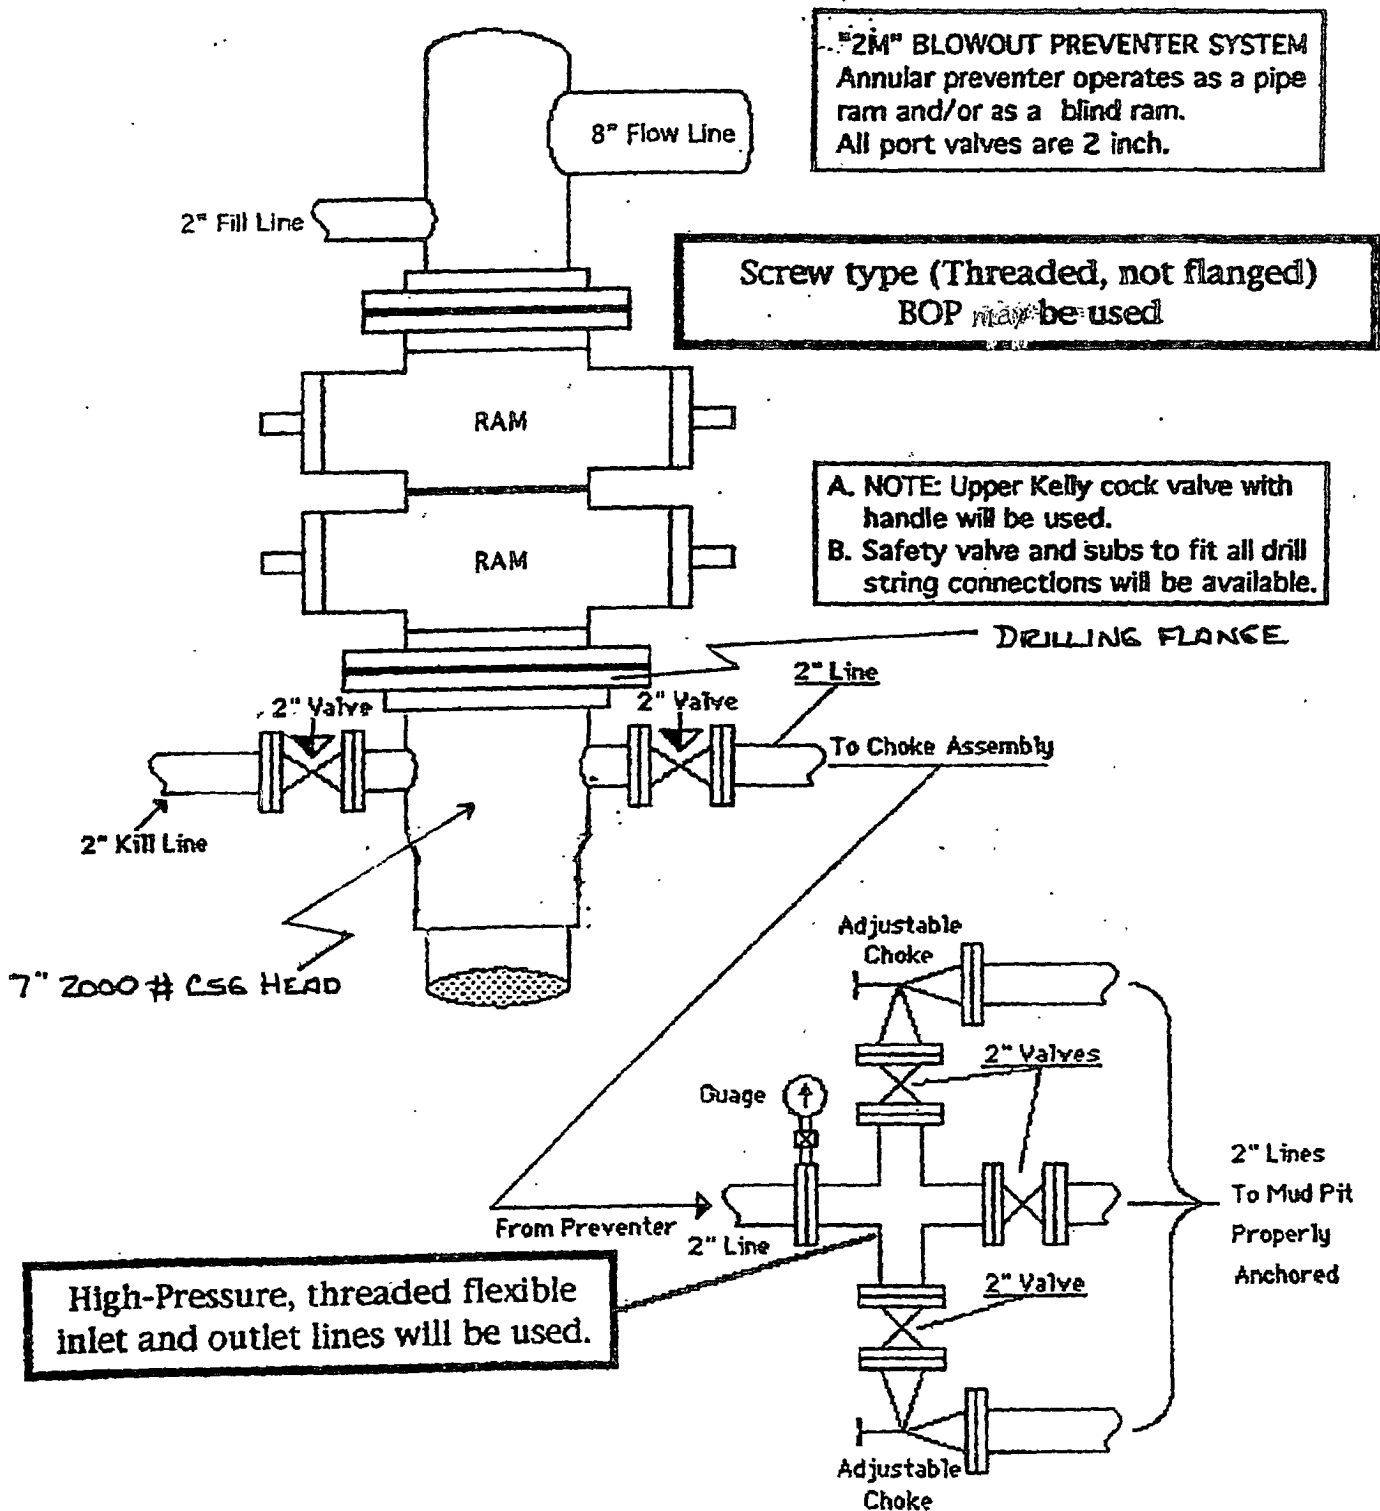 "2M" BLOWOUT PREVENTER SYSTEM
Annular preventer operates as a pipe
ram and/or as a blind ram.
All port valves are 2 inch.
8" Flow Line
2" Fill Line
Screw type (Threaded, not flanged)
BOP may be used
RAM
A. NOTE: Upper Kelly cock valve with
handle will be used.
B. Safety valve and subs to fit all drill
string connections will be available.
RAM
DRILLING FLANGE
2" Line
2" Valve
2" Valve
To Choke Assembly
2" Kill Line
7" 2000 # CSG HEAD
Adjustable
Choke
2" Valves
Guage
2" Lines
To Mud Pit
Properly
Anchored
From Preventer
2" Line
High-Pressure, threaded flexible
inlet and outlet lines will be used.
2" Valve
Adjustable
Choke